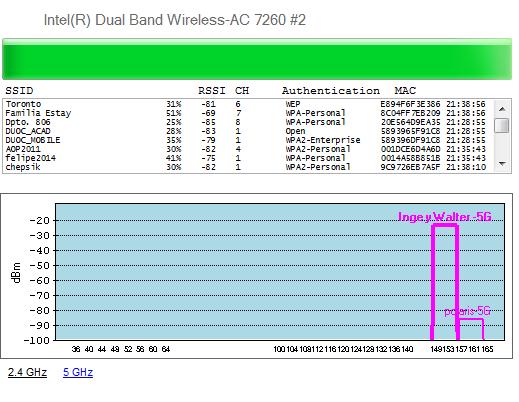 Intel(R) Dual Band Wireless-AC 7260 #2
SSID RSSI CH Authentication MAC
Toronto 31% -81 6 WEP E894F6F3E386 21:38:56
Familia Estay 51% -69 7 WPA-Personal 8C04FF7EB209 21:38:56
Dpto. 806 25% -85 8 WPA-Personal 20E564D9EA35 21:28:55
DUOC_ACAD 28% -83 1 Open 5893965F91C8 21:28:55
DUOC_MOBILE 35% -79 1 WPA2-Enterprise 589396DF91C8 21:28:55
AOP2011 30% -82 4 WPA2-Personal 001DCE6D4A6D 21:35:43
felipe2014 41% -75 1 WPA-Personal 0014A58B851B 21:35:43
chepsik 30% -82 1 WPA2-Personal 9C9726EB7A5F 21:38:10
Inge y Walter-5G
-20
-30
-40
-50
-60
-70
-80
polaris-5G
-90
-100
dBm
36 40 44 48 52 56 60 64 100 104 108 112 116 120 124 128 132 136 140 149 153 157 161 165
2.4 GHz 5 GHz